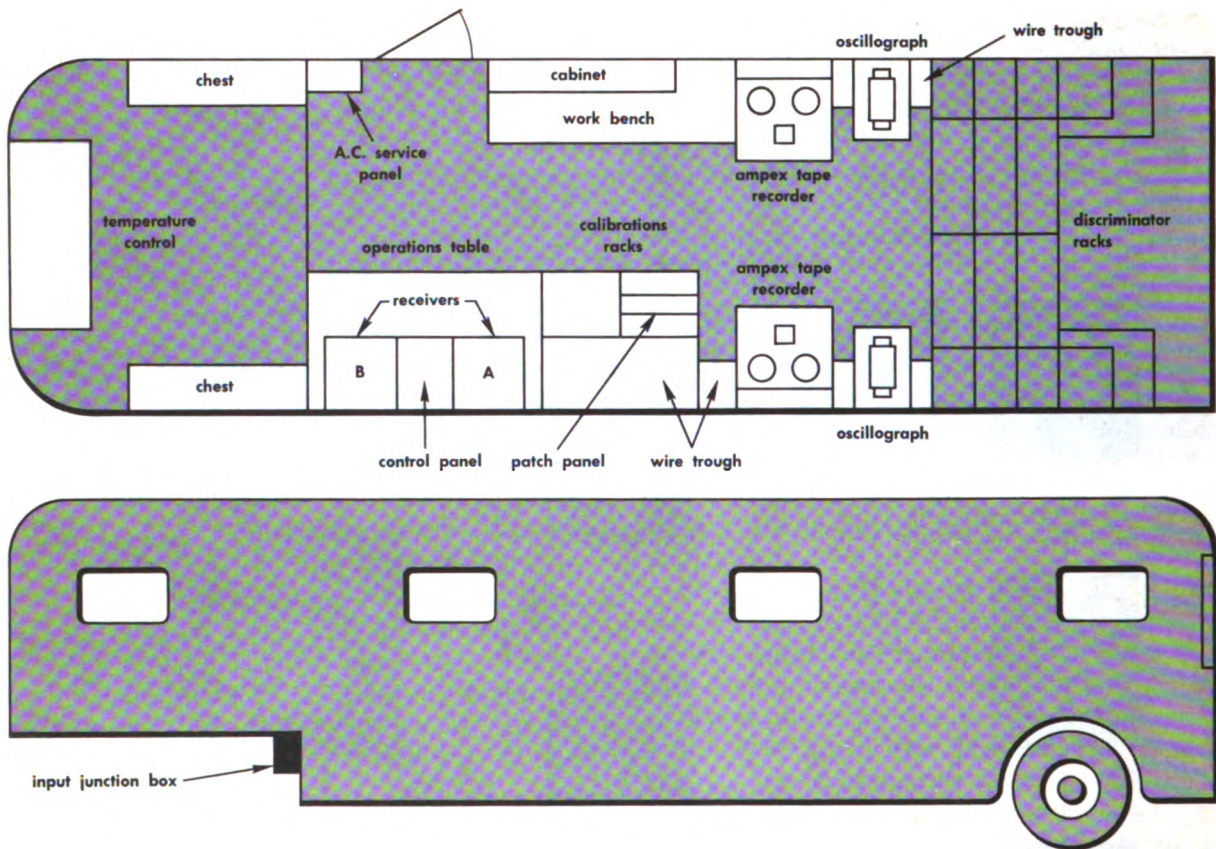 oscillograph
wire trough
chest
cabinet
work bench
A.C. service
panel
ampex tape
recorder
temperature
control
operations table
calibrations
racks
discriminator
racks
ampex tape
recorder
receivers
chest
B
A
control panel
patch panel
wire trough
oscillograph
input junction box